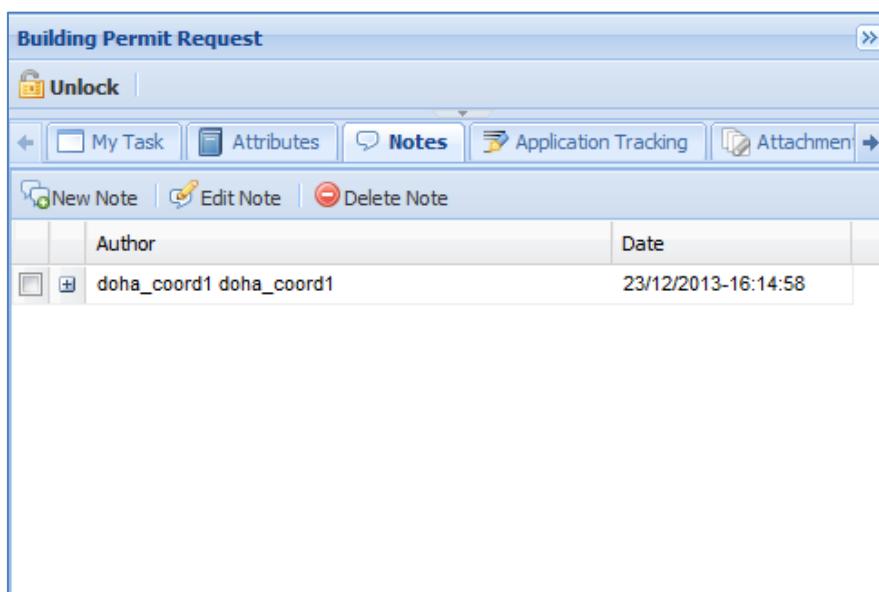 Building Permit Request
Unlock
My Task Attributes Notes Application Tracking Attachmen
New Note Edit Note Delete Note
Author Date
doha_coord1 doha_coord1 23/12/2013-16:14:58